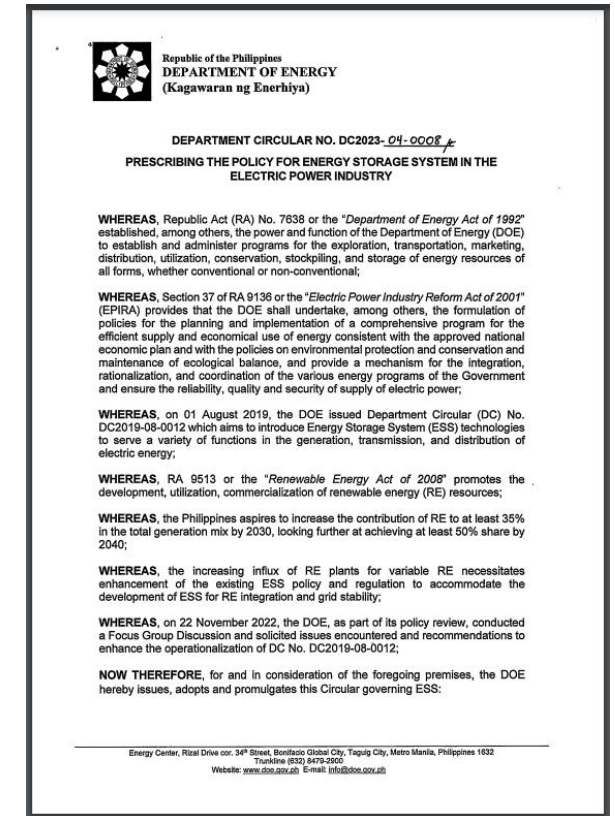 Republic of the Philippines
DEPARTMENT OF ENERGY
(Kagawaran ng Enerhiya)
DEPARTMENT CIRCULAR NO. DC2023-04-0008
PRESCRIBING THE POLICY FOR ENERGY STORAGE SYSTEM IN THE
ELECTRIC POWER INDUSTRY
WHEREAS, Republic Act (RA) No. 7638 or the "Department of Energy Act of 1992"
established, among others, the power and function of the Department of Energy (DOE)
to establish and administer programs for the exploration, transportation, marketing,
distribution, utilization, conservation, stockpiling, and storage of energy resources of
all forms, whether conventional or non-conventional;
WHEREAS, Section 37 of RA 9136 or the "Electric Power Industry Reform Act of 2001"
(EPIRA) provides that the DOE shall undertake, among others, the formulation of
policies for the planning and implementation of a comprehensive program for the
efficient supply and economical use of energy consistent with the approved national
economic plan and with the policies on environmental protection and conservation and
maintenance of ecological balance, and provide a mechanism for the integration,
rationalization, and coordination of the various energy programs of the Government
and ensure the reliability, quality and security of supply of electric power;
WHEREAS, on 01 August 2019, the DOE issued Department Circular (DC) No.
DC2019-08-0012 which aims to introduce Energy Storage System (ESS) technologies
to serve a variety of functions in the generation, transmission, and distribution of
electric energy;
WHEREAS, RA 9513 or the "Renewable Energy Act of 2008" promotes the
development, utilization, commercialization of renewable energy (RE) resources;
WHEREAS, the Philippines aspires to increase the contribution of RE to at least 35%
in the total generation mix by 2030, looking further at achieving at least 50% share by
2040;
WHEREAS, the increasing influx of RE plants for variable RE necessitates
enhancement of the existing ESS policy and regulation to accommodate the
development of ESS for RE integration and grid stability;
WHEREAS, on 22 November 2022, the DOE, as part of its policy review, conducted
a Focus Group Discussion and solicited issues encountered and recommendations to
enhance the operationalization of DC No. DC2019-08-0012;
NOW THEREFORE, for and in consideration of the foregoing premises, the DOE
hereby issues, adopts and promulgates this Circular governing ESS:
Energy Center, Rizal Drive cor. 34th Street, Bonifacio Global City, Taguig City, Metro Manila, Philippines 1632
Trunkline (632) 8479-2900
Website: www.doe.gov.ph E-mail: info@doe.gov.ph